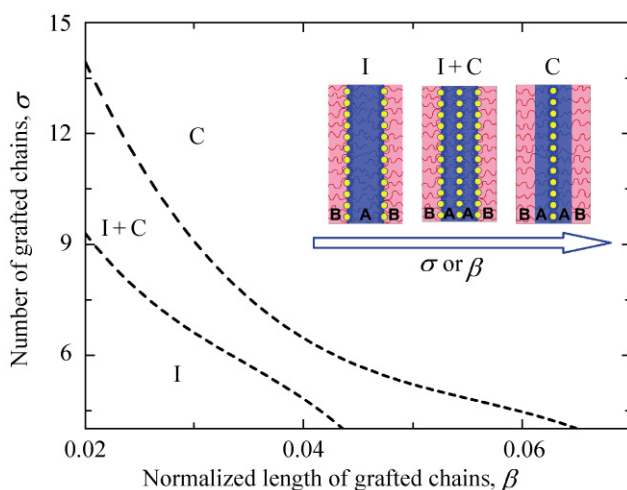 15
12
9
6
Number of grafted chains, σ
C
I + C
I
I
I + C
C
B A B
B A A B
B A A B
σ or β
0.02
0.04
0.06
Normalized length of grafted chains, β